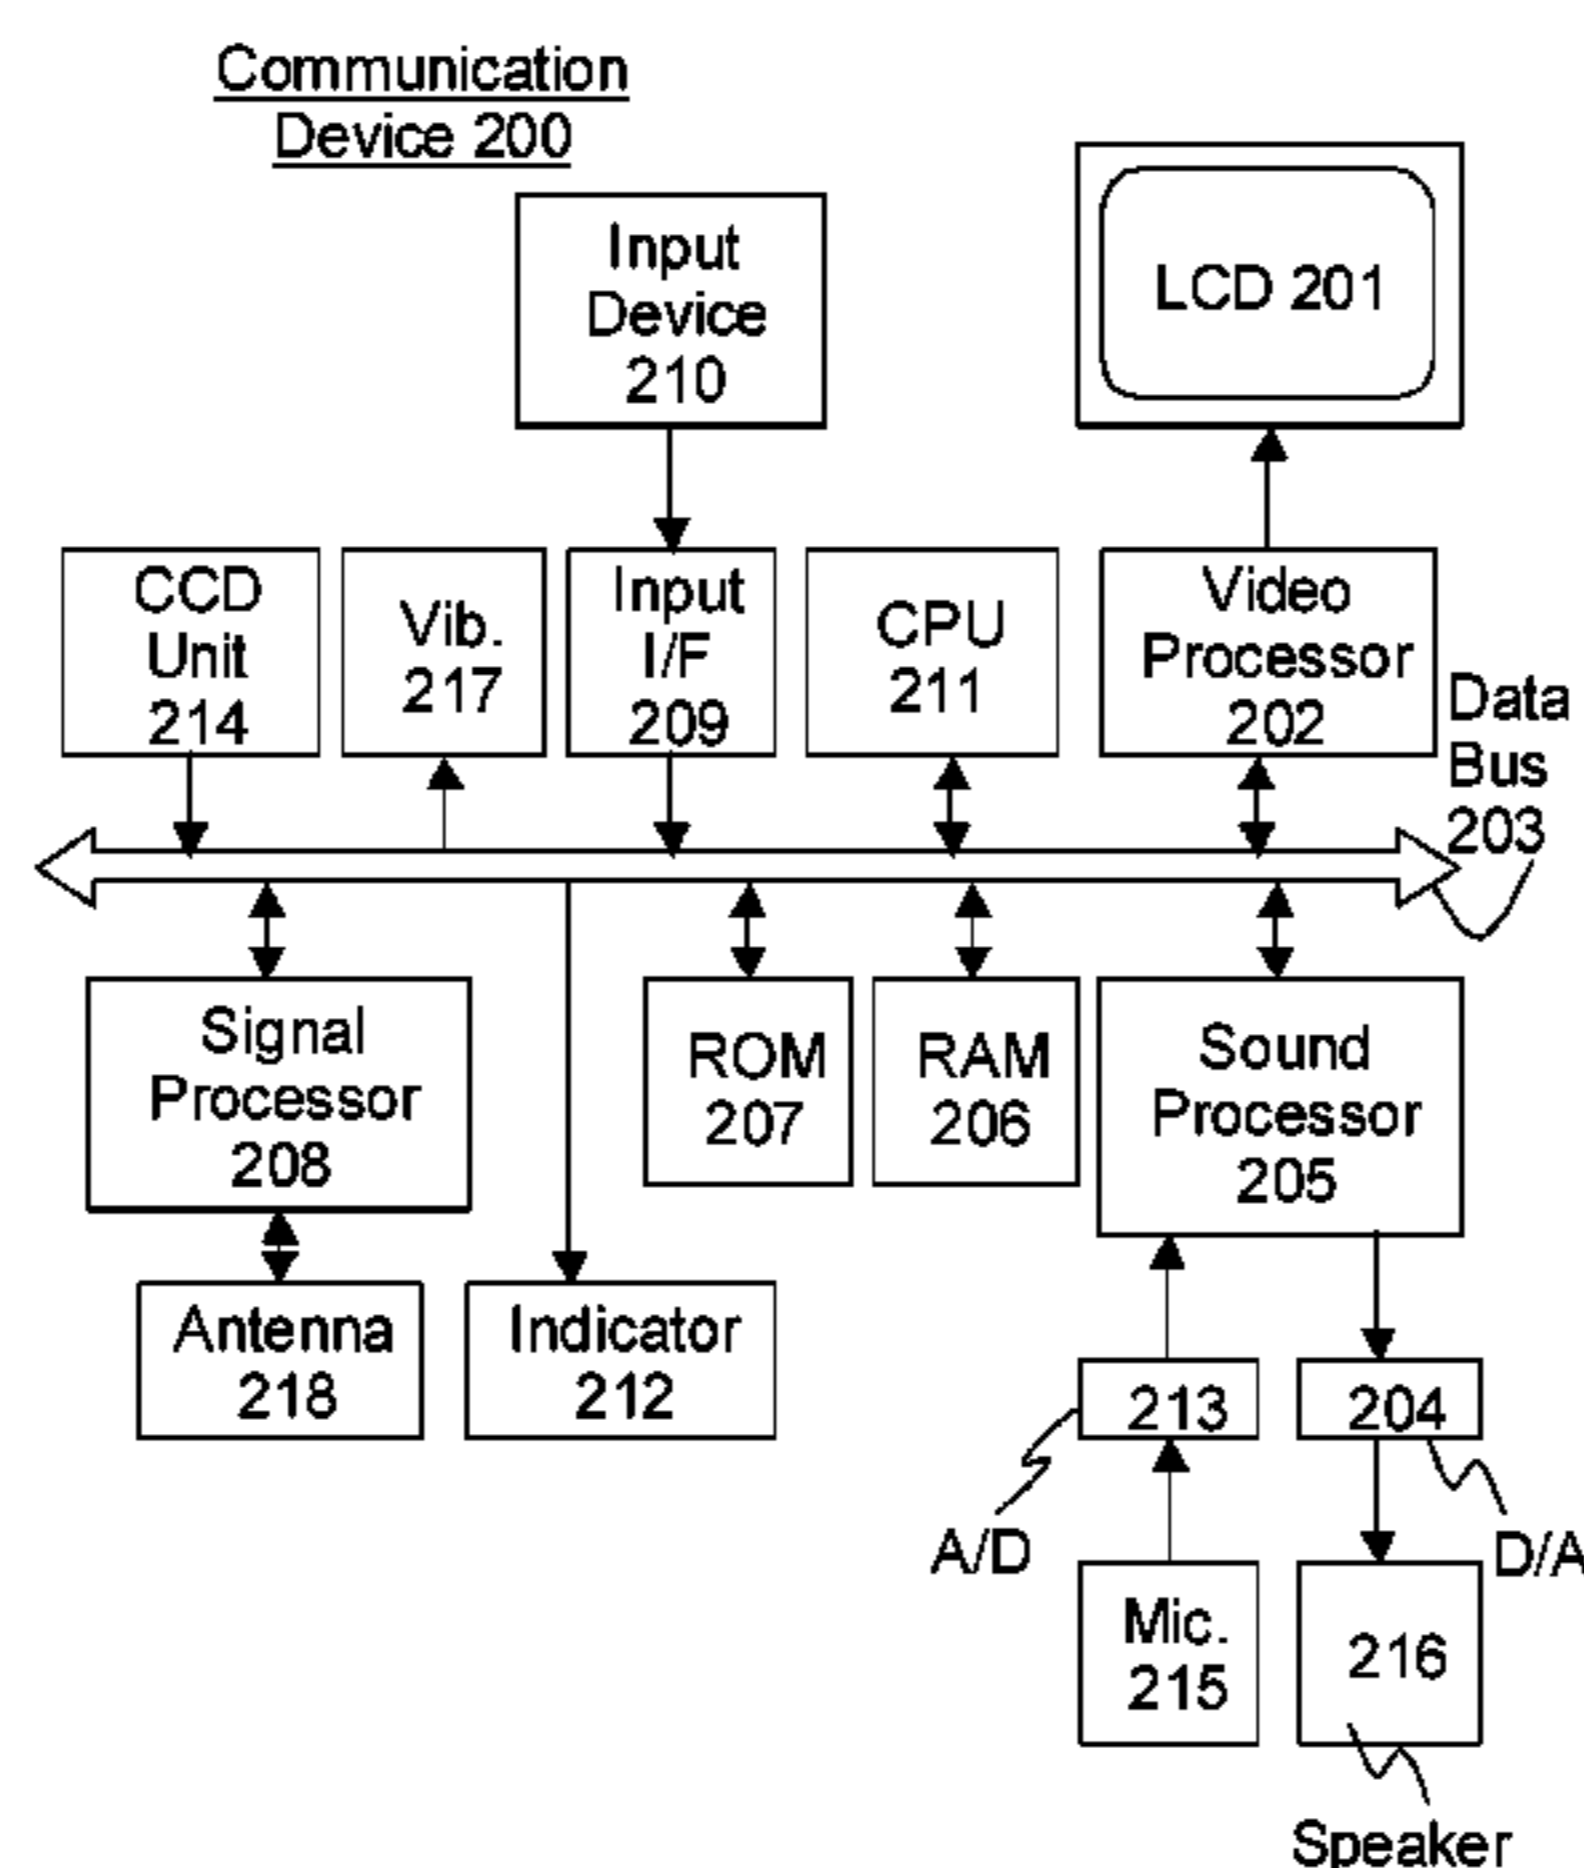 Communication
Device 200
Input
Device
210
LCD 201
CCD
Unit
214
Vib.
217
Input
I/F
209
CPU
211
Video
Processor
202
Data
Bus
203
Signal
Processor
208
ROM
207
RAM
206
Sound
Processor
205
Antenna
218
Indicator
212
213
204
A/D
D/A
Mic.
215
216
Speaker